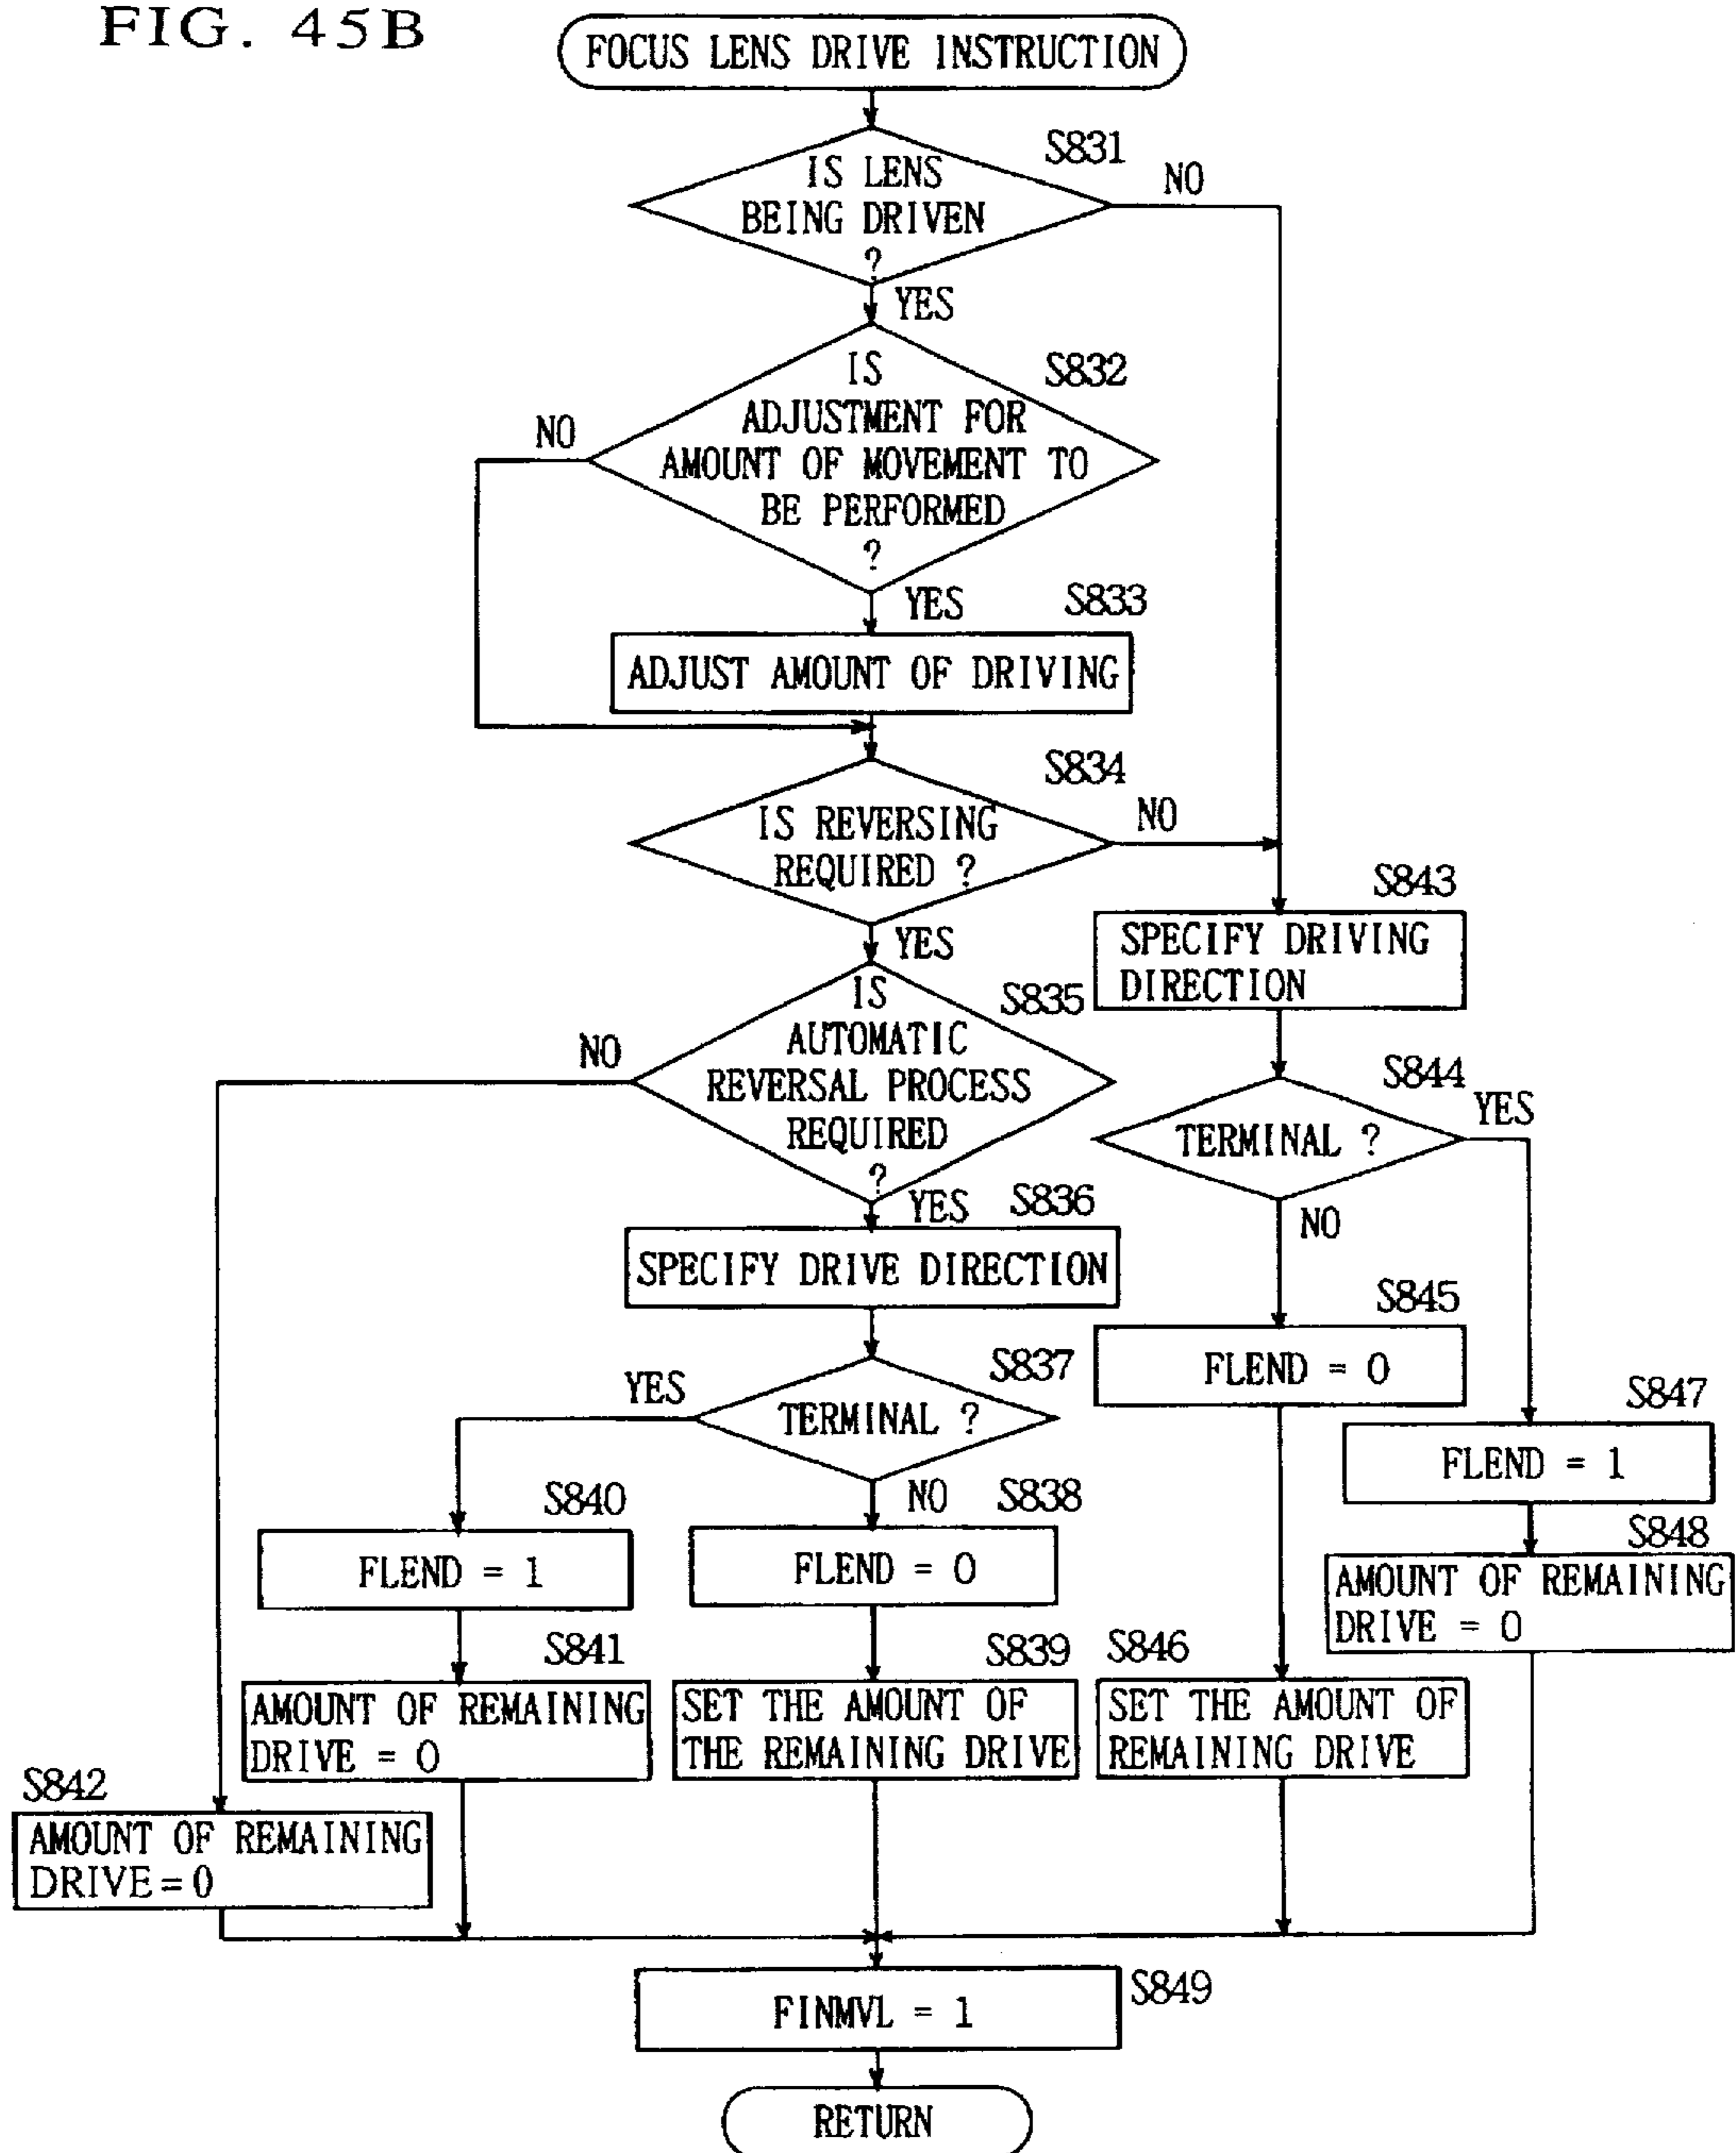 FIG. 45B
FOCUS LENS DRIVE INSTRUCTION
S831
IS LENS
BEING DRIVEN
?
NO
YES
S832
IS
ADJUSTMENT FOR
AMOUNT OF MOVEMENT TO
BE PERFORMED
?
NO
YES
S833
ADJUST AMOUNT OF DRIVING
S834
IS REVERSING
REQUIRED ?
NO
YES
S843
SPECIFY DRIVING
DIRECTION
S835
IS
AUTOMATIC
REVERSAL PROCESS
REQUIRED
?
NO
YES
S844
TERMINAL ?
YES
NO
S836
SPECIFY DRIVE DIRECTION
S845
FLEND = 0
S837
TERMINAL ?
YES
NO
S847
FLEND = 1
S840
FLEND = 1
S838
FLEND = 0
S848
AMOUNT OF REMAINING
DRIVE = 0
S841
AMOUNT OF REMAINING
DRIVE = 0
S839
SET THE AMOUNT OF
THE REMAINING DRIVE
S846
SET THE AMOUNT OF
REMAINING DRIVE
S842
AMOUNT OF REMAINING
DRIVE = 0
S849
FINMVL = 1
RETURN